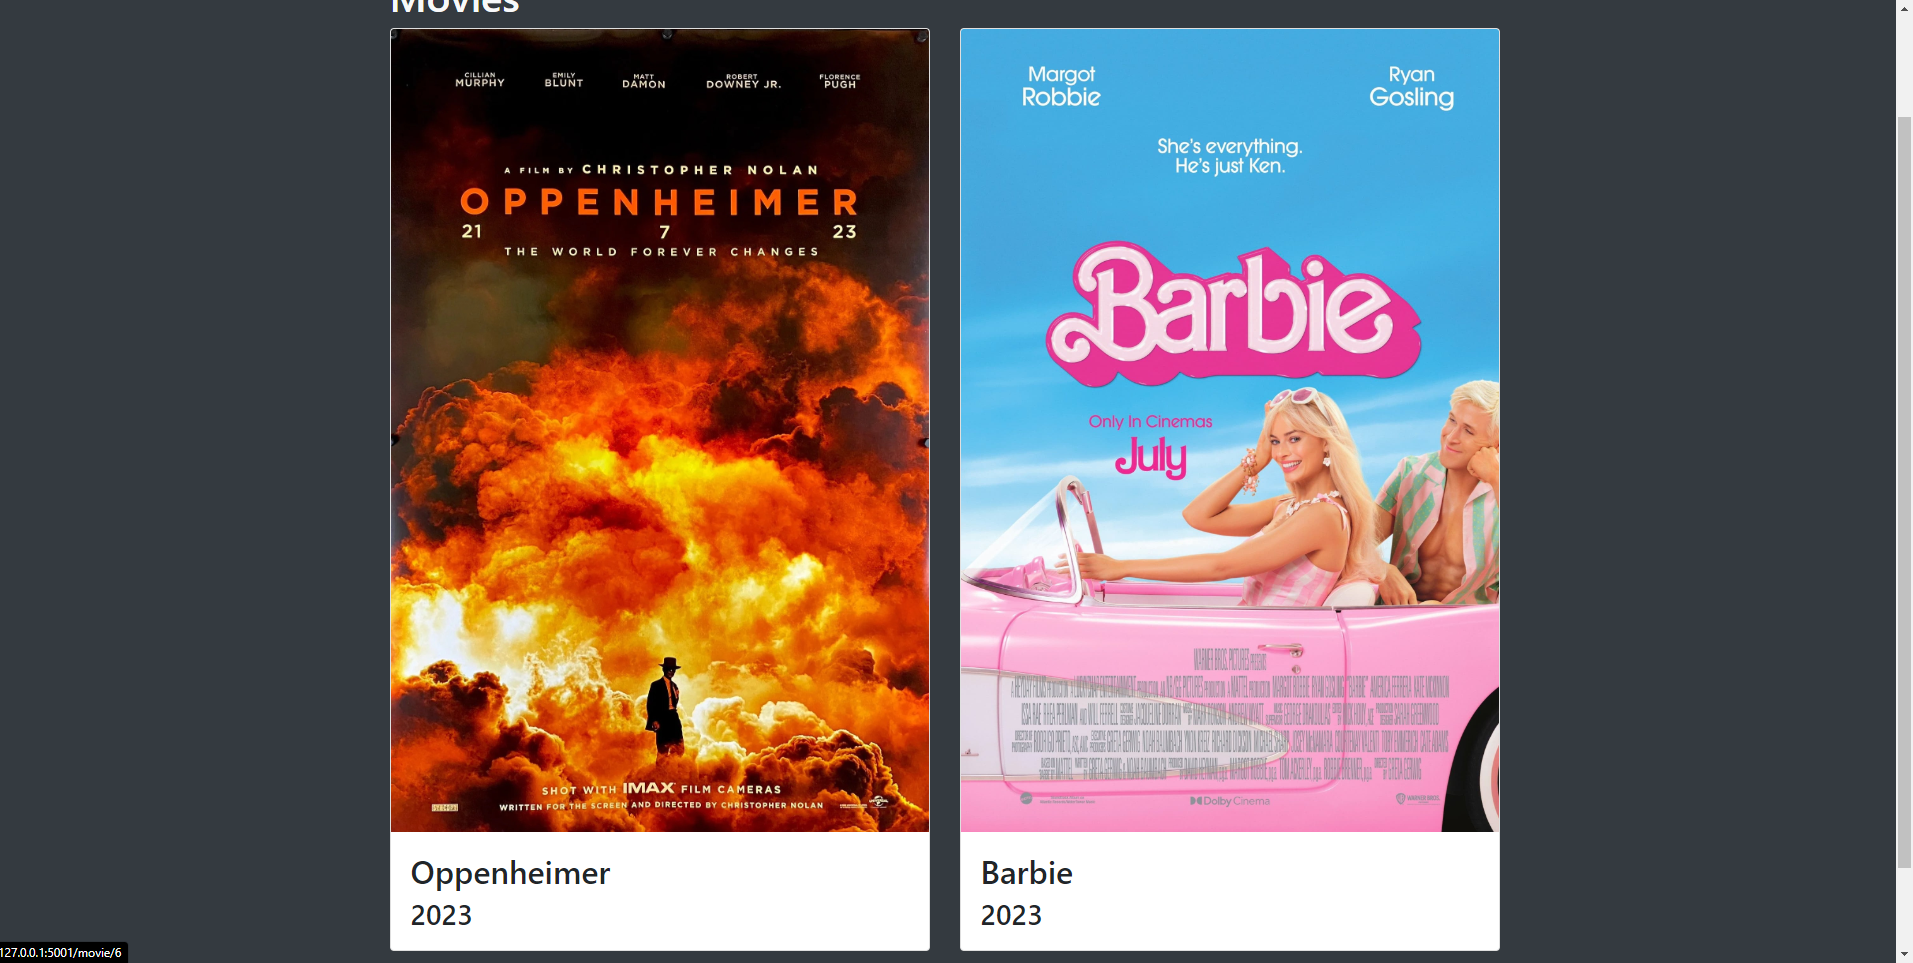 Movies
CILLIAN MURPHY EMILY BLUNT MATT DAMON ROBERT DOWNEY JR. FLORENCE PUGH
A FILM BY CHRISTOPHER NOLAN
OPPENHEIMER
21 7 23
THE WORLD FOREVER CHANGES
SHOT WITH IMAX FILM CAMERAS
WRITTEN FOR THE SCREEN AND DIRECTED BY CHRISTOPHER NOLAN
Oppenheimer
2023
Margot Robbie
Ryan Gosling
She's everything.
He's just Ken.
Barbie
Only In Cinemas
July
WARNER BROS. PICTURES PRESENTS
Dolby Cinema
WARNER BROS.
Barbie
2023
127.0.0.1:5001/movie/6